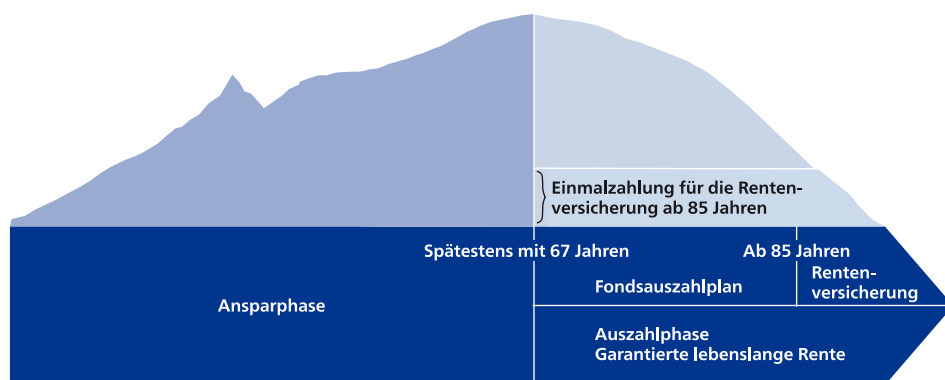 Einmalzahlung für die Renten-
versicherung ab 85 Jahren
Spätestens mit 67 Jahren
Ab 85 Jahren
Ansparphase
Fondsauszahlplan
Renten-
versicherung
Auszahlphase
Garantierte lebenslange Rente